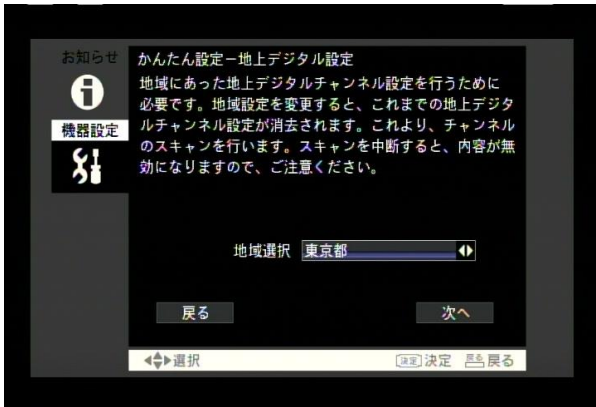 お知らせ
機器設定
かんたん設定－地上デジタル設定
地域にあった地上デジタルチャンネル設定を行うために
必要です。地域設定を変更すると、これまでの地上デジタ
ルチャンネル設定が消去されます。これより、チャンネル
のスキャンを行います。スキャンを中断すると、内容が無
効になりますので、ご注意ください。
地域選択 東京都
戻る 次へ
選択 決定 決定 戻る 戻る